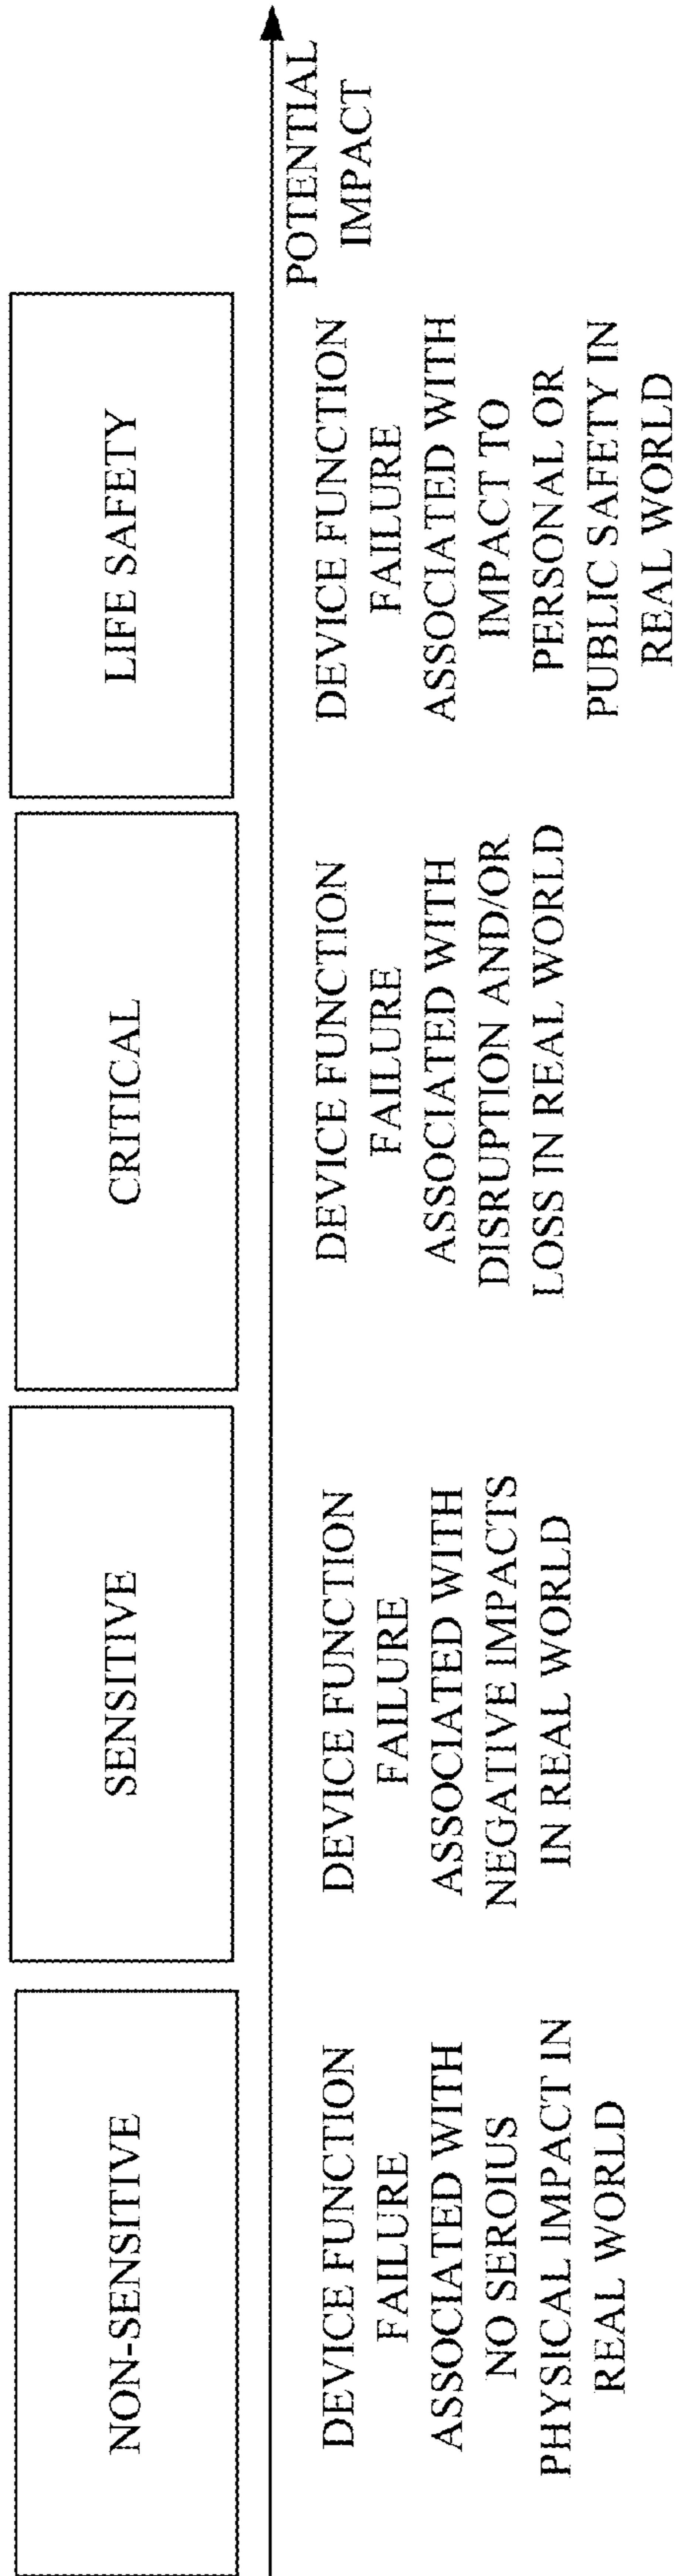 NON-SENSITIVE
SENSITIVE
CRITICAL
LIFE SAFETY
POTENTIAL
IMPACT
DEVICE FUNCTION
FAILURE
ASSOCIATED WITH
NO SEROIUS
PHYSICAL IMPACT IN
REAL WORLD
DEVICE FUNCTION
FAILURE
ASSOCIATED WITH
NEGATIVE IMPACTS
IN REAL WORLD
DEVICE FUNCTION
FAILURE
ASSOCIATED WITH
DISRUPTION AND/OR
LOSS IN REAL WORLD
DEVICE FUNCTION
FAILURE
ASSOCIATED WITH
IMPACT TO
PERSONAL OR
PUBLIC SAFETY IN
REAL WORLD